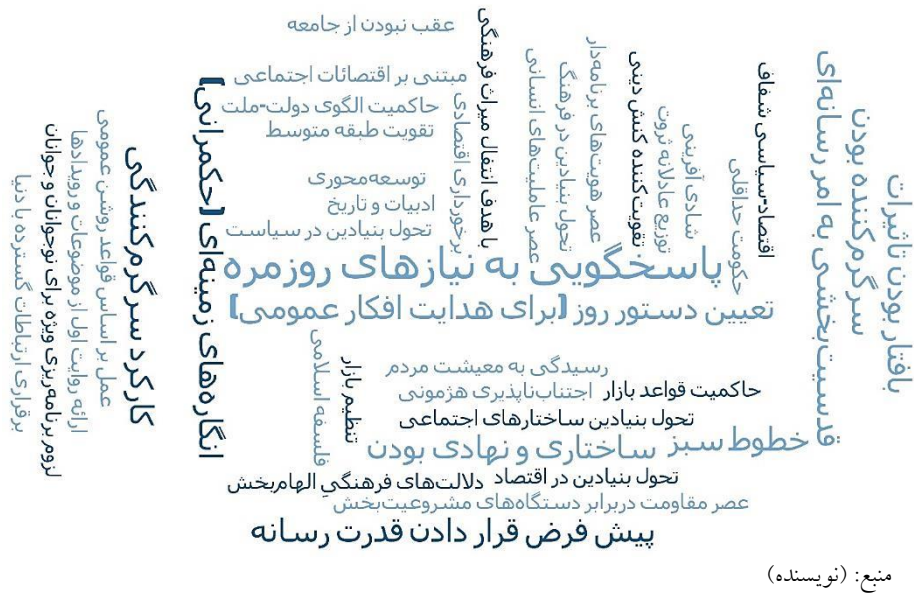 عقب نبودن از جامعه
مبتنی بر اقتصائات اجتماعی
حاکمیت الگوی دولت-ملت
تقویت طبقه متوسط
توسعه‌محوری
ادبیات و تاریخ
تحول بنیادین در سیاست
پاسخگویی به نیازهای روزمره
تعیین دستور روز (برای هدایت افکار عمومی)
رسیدگی به معیشت مردم
حاکمیت قواعد بازار
اجتناب‌ناپذیری هژمونی
تحول بنیادین ساختارهای اجتماعی
خطوط سبز
ساختاری و نهادی بودن
تحول بنیادین در اقتصاد
دلالت‌های فرهنگیِ الهام‌بخش
عصر مقاومت دربرابر دستگاه‌های مشروعیت‌بخش
پیش فرض قرار دادن قدرت رسانه
بافتار بودن تاثیرات
سرگرم‌کننده بودن
قدسیت‌بخشی به امر رسانه‌ای
اقتصاد-سیاسی شفاف
حکومت حداقلی
شادی آفرینی
توزیع عادلانه ثروت
تقویت‌کننده کنش دینی
عصر هویت‌های برنامه‌دار
تحول بنیادین در فرهنگ
عصر عاملیت‌های انسانی
با هدف انتقال میراث فرهنگی
برخورداری اقتصادی
تنظیم بازار
فلسفه اسلامی
انگاره‌های زمینه‌ای (حکمرانی)
کارکرد سرگرم‌کنندگی
عمل بر اساس قواعد روشن عمومی
ارائه روایت اول از موضوعات و رویدادها
لزوم برنامه‌ریزی ویژه برای نوجوانان و جوانان
برقراری ارتباطات گسترده با دنیا
منبع: (نویسنده)